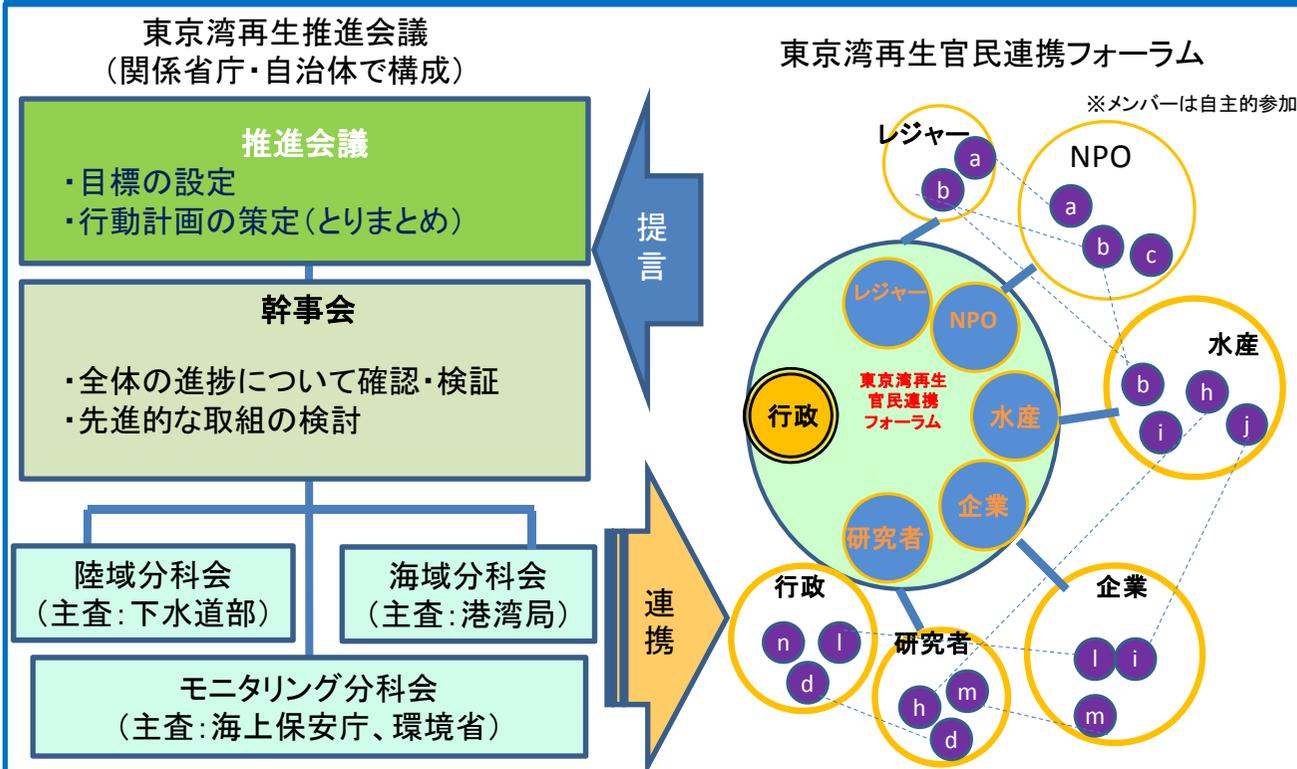 東京湾再生推進会議
（関係省庁・自治体で構成）
推進会議
・目標の設定
・行動計画の策定（とりまとめ）
幹事会
・全体の進捗について確認・検証
・先進的な取組の検討
陸域分科会
（主査：下水道部）
海域分科会
（主査：港湾局）
モニタリング分科会
（主査：海上保安庁、環境省）
提
言
連
携
東京湾再生官民連携フォーラム
※メンバーは自主的参加
レジャー
a
b
NPO
a
b
c
水産
b
h
i
j
レジャー
NPO
水産
企業
研究者
行政
東京湾再生
官民連携
フォーラム
行政
n
l
d
研究者
h
m
d
企業
l
i
m